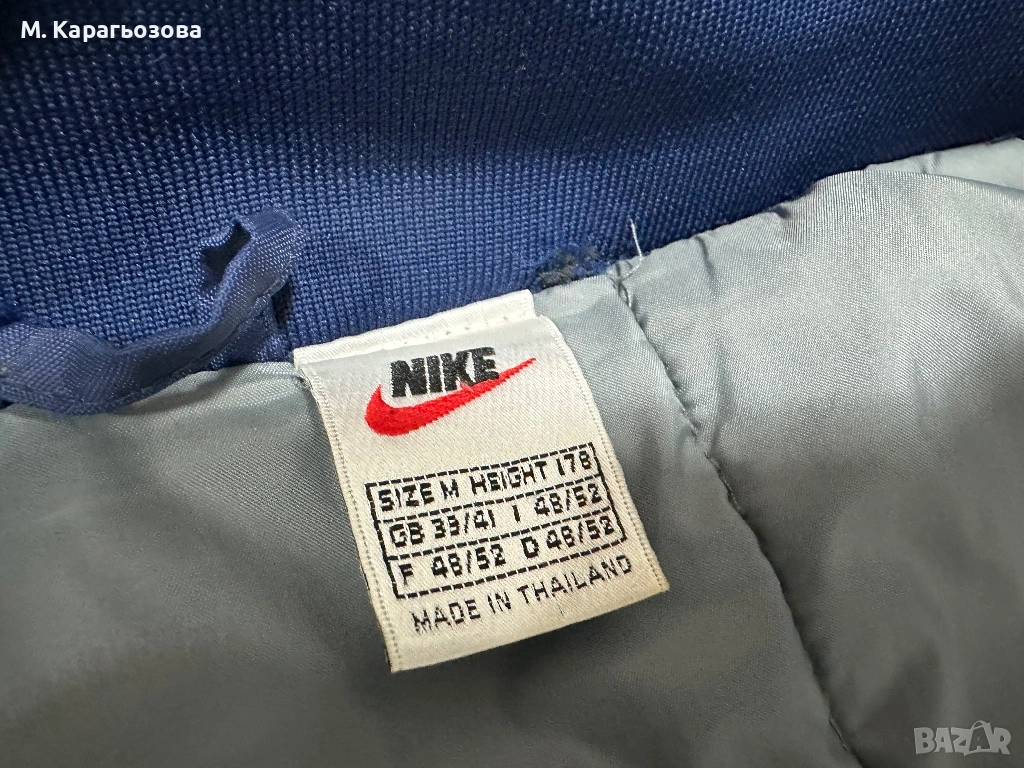 М. Карагьозова
NIKE
SIZE M HEIGHT 178
GB 39/41 I 48/52
F 48/52 D 48/52
MADE IN THAILAND
BAZAR